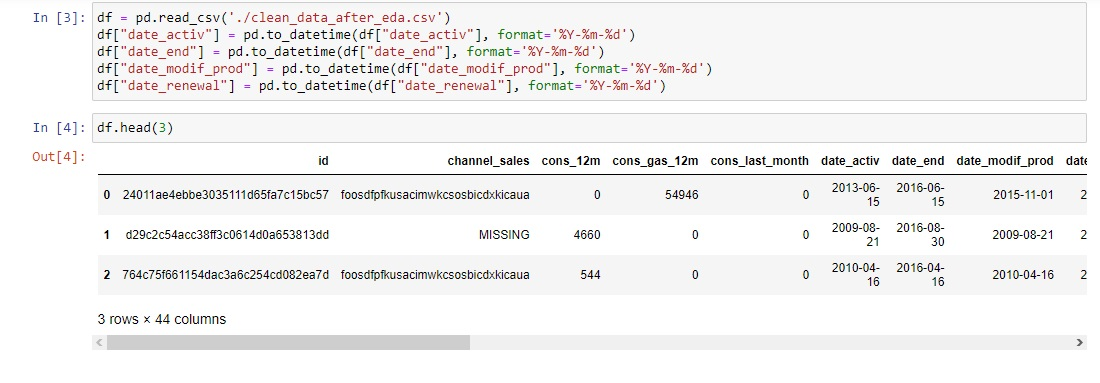 In [3]: df = pd.read_csv('./clean_data_after_eda.csv')
df["date_activ"] = pd.to_datetime(df["date_activ"], format='%Y-%m-%d')
df["date_end"] = pd.to_datetime(df["date_end"], format='%Y-%m-%d')
df["date_modif_prod"] = pd.to_datetime(df["date_modif_prod"], format='%Y-%m-%d')
df["date_renewal"] = pd.to_datetime(df["date_renewal"], format='%Y-%m-%d')
In [4]: df.head(3)
Out[4]:
id channel_sales cons_12m cons_gas_12m cons_last_month date_activ date_end date_modif_prod date
0 24011ae4ebbe3035111d65fa7c15bc57 foosdfpfkusacimwkcsosbicdxkicaua 0 54946 0 2013-06-15 2016-06-15 2015-11-01 2
1 d29c2c54acc38ff3c0614d0a653813dd MISSING 4660 0 0 2009-08-21 2016-08-30 2009-08-21 2
2 764c75f661154dac3a6c254cd082ea7d foosdfpfkusacimwkcsosbicdxkicaua 544 0 0 2010-04-16 2016-04-16 2010-04-16 2
3 rows × 44 columns